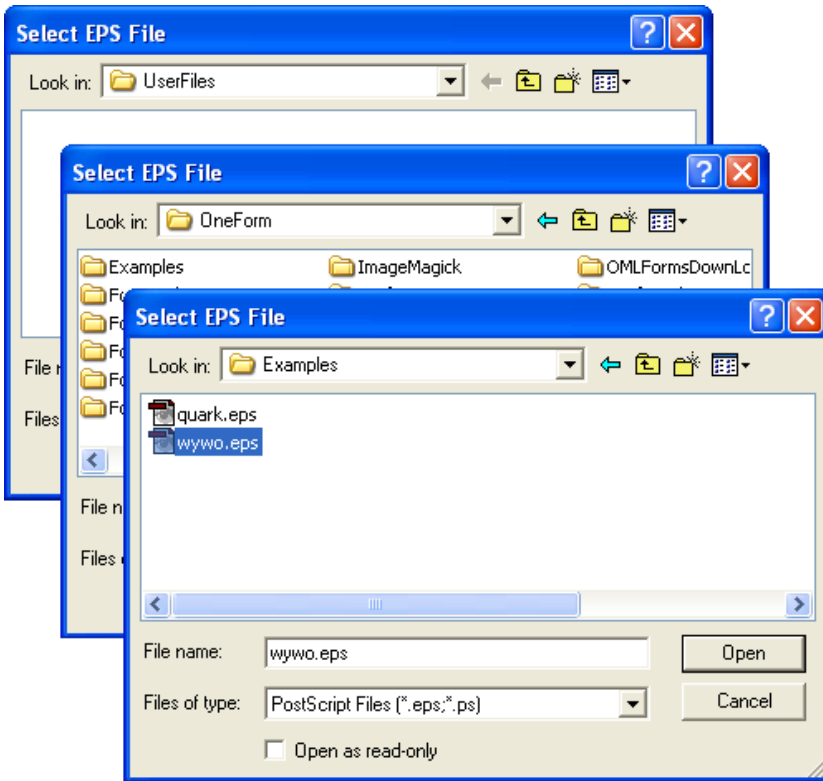 Select EPS File
Look in: UserFiles
Select EPS File
Look in: OneForm
Examples ImageMagick OMLFormsDownLc
Select EPS File
Look in: Examples
quark.eps
wywo.eps
File
Files
File n
Files
File name: wywo.eps Open
Files of type: PostScript Files (*.eps;*.ps) Cancel
Open as read-only